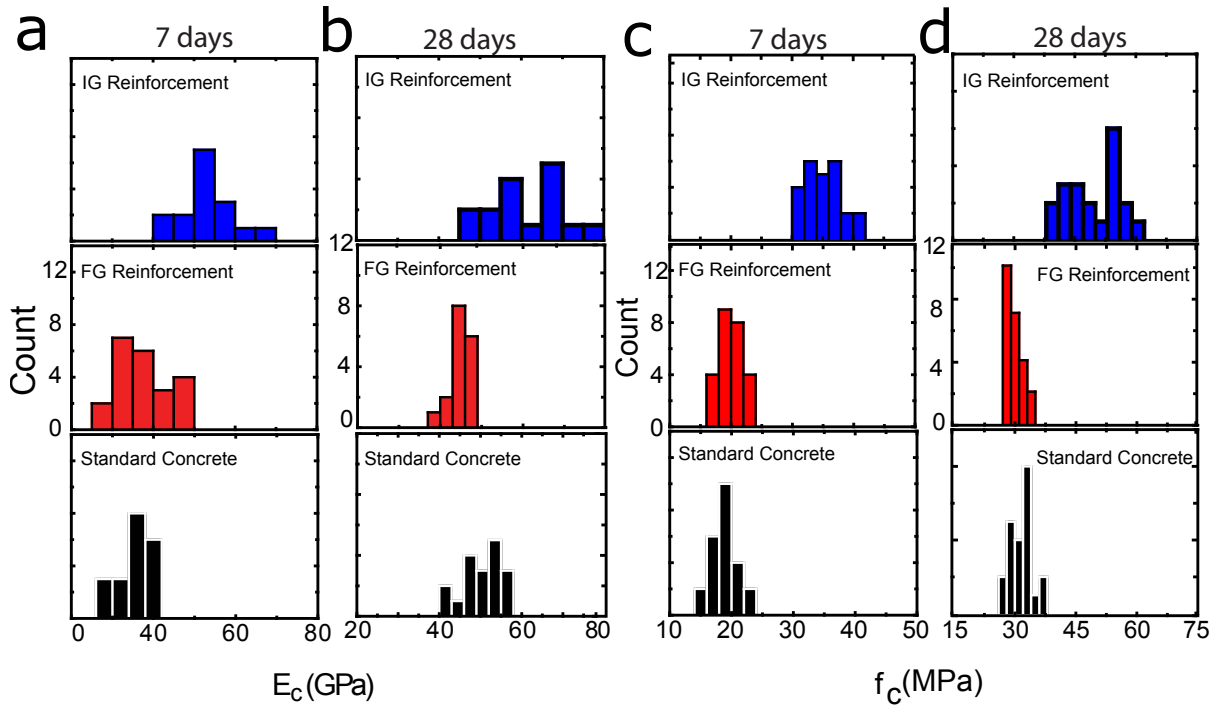 a
7 days
b
28 days
c
7 days
d
28 days
IG Reinforcement
IG Reinforcement
IG Reinforcement
IG Reinforcement
12
8
4
0
FG Reinforcement
12
8
4
0
FG Reinforcement
12
8
4
0
FG Reinforcement
12
8
4
0
FG Reinforcement
Count
Count
Standard Concrete
Standard Concrete
Standard Concrete
Standard Concrete
0 40 60 80
20 40 60 80
10 20 30 40 50
15 30 45 60 75
E_c (GPa)
f_c (MPa)